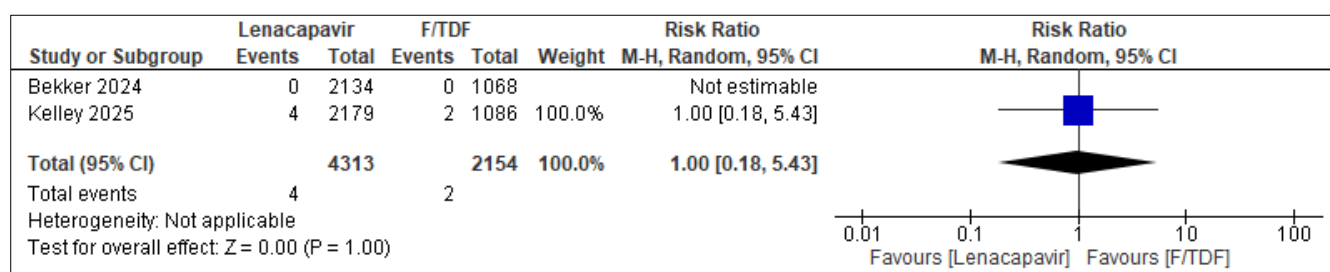 Lenacapavir F/TDF Risk Ratio Risk Ratio
Study or Subgroup Events Total Events Total Weight M-H, Random, 95% CI M-H, Random, 95% CI
Bekker 2024 0 2134 0 1068 Not estimable
Kelley 2025 4 2179 2 1086 100.0% 1.00 [0.18, 5.43]
Total (95% CI) 4313 2154 100.0% 1.00 [0.18, 5.43]
Total events 4 2
Heterogeneity: Not applicable
Test for overall effect: Z = 0.00 (P = 1.00)
0.01 0.1 1 10 100
Favours [Lenacapavir] Favours [F/TDF]